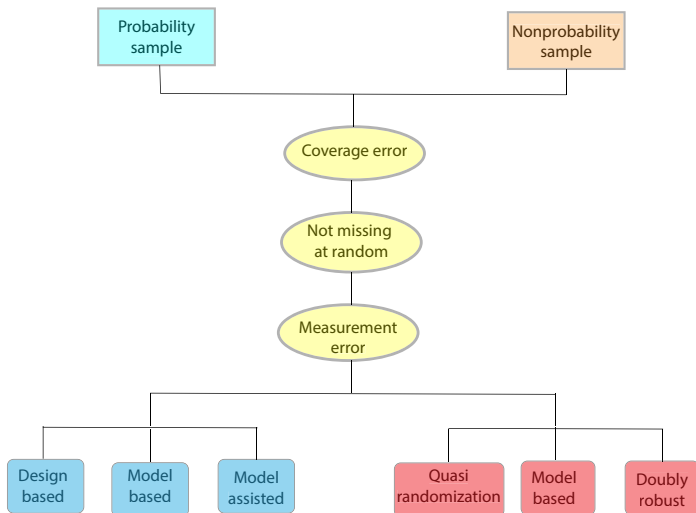 Probability
sample
Nonprobability
sample
Coverage error
Not missing
at random
Measurement
error
Design
based
Model
based
Model
assisted
Quasi
randomization
Model
based
Doubly
robust